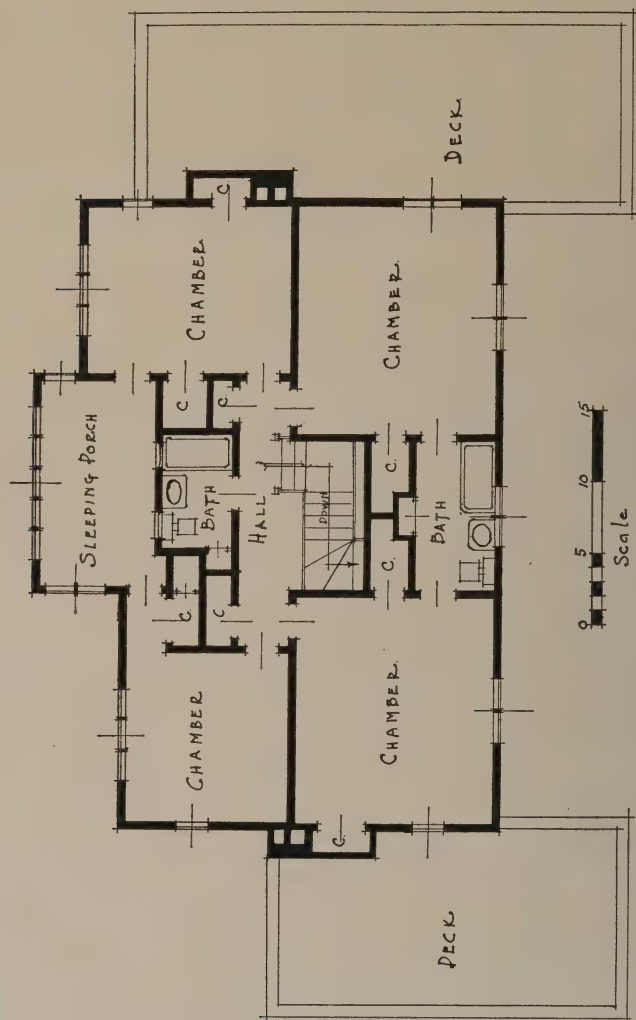 SLEEPING PORCH
CHAMBER
C.
C
CHAMBER
BATH
C
C.
C.
HALL
DOWN
C.
CHAMBER.
C.
C.
CHAMBER.
BATH
DECK
DECK.
0 5 10 15
Scale